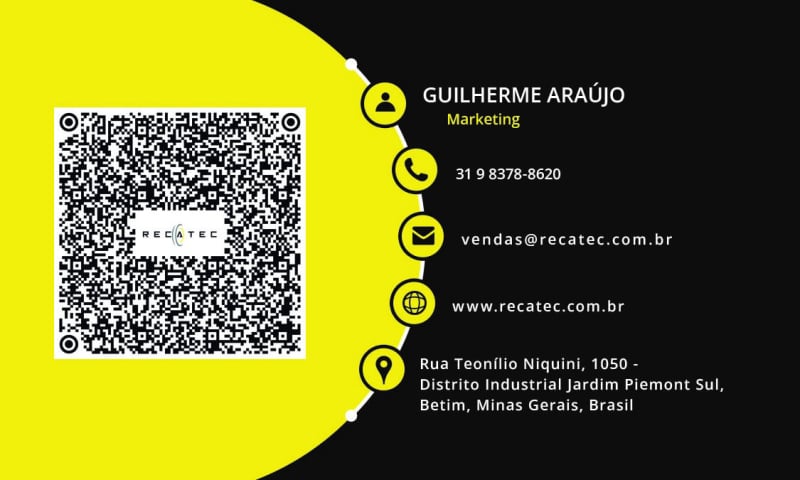 RECATEC
GUILHERME ARAÚJO
Marketing
31 9 8378-8620
vendas@recatec.com.br
www.recatec.com.br
Rua Teonílio Niquini, 1050 -
Distrito Industrial Jardim Piemont Sul,
Betim, Minas Gerais, Brasil